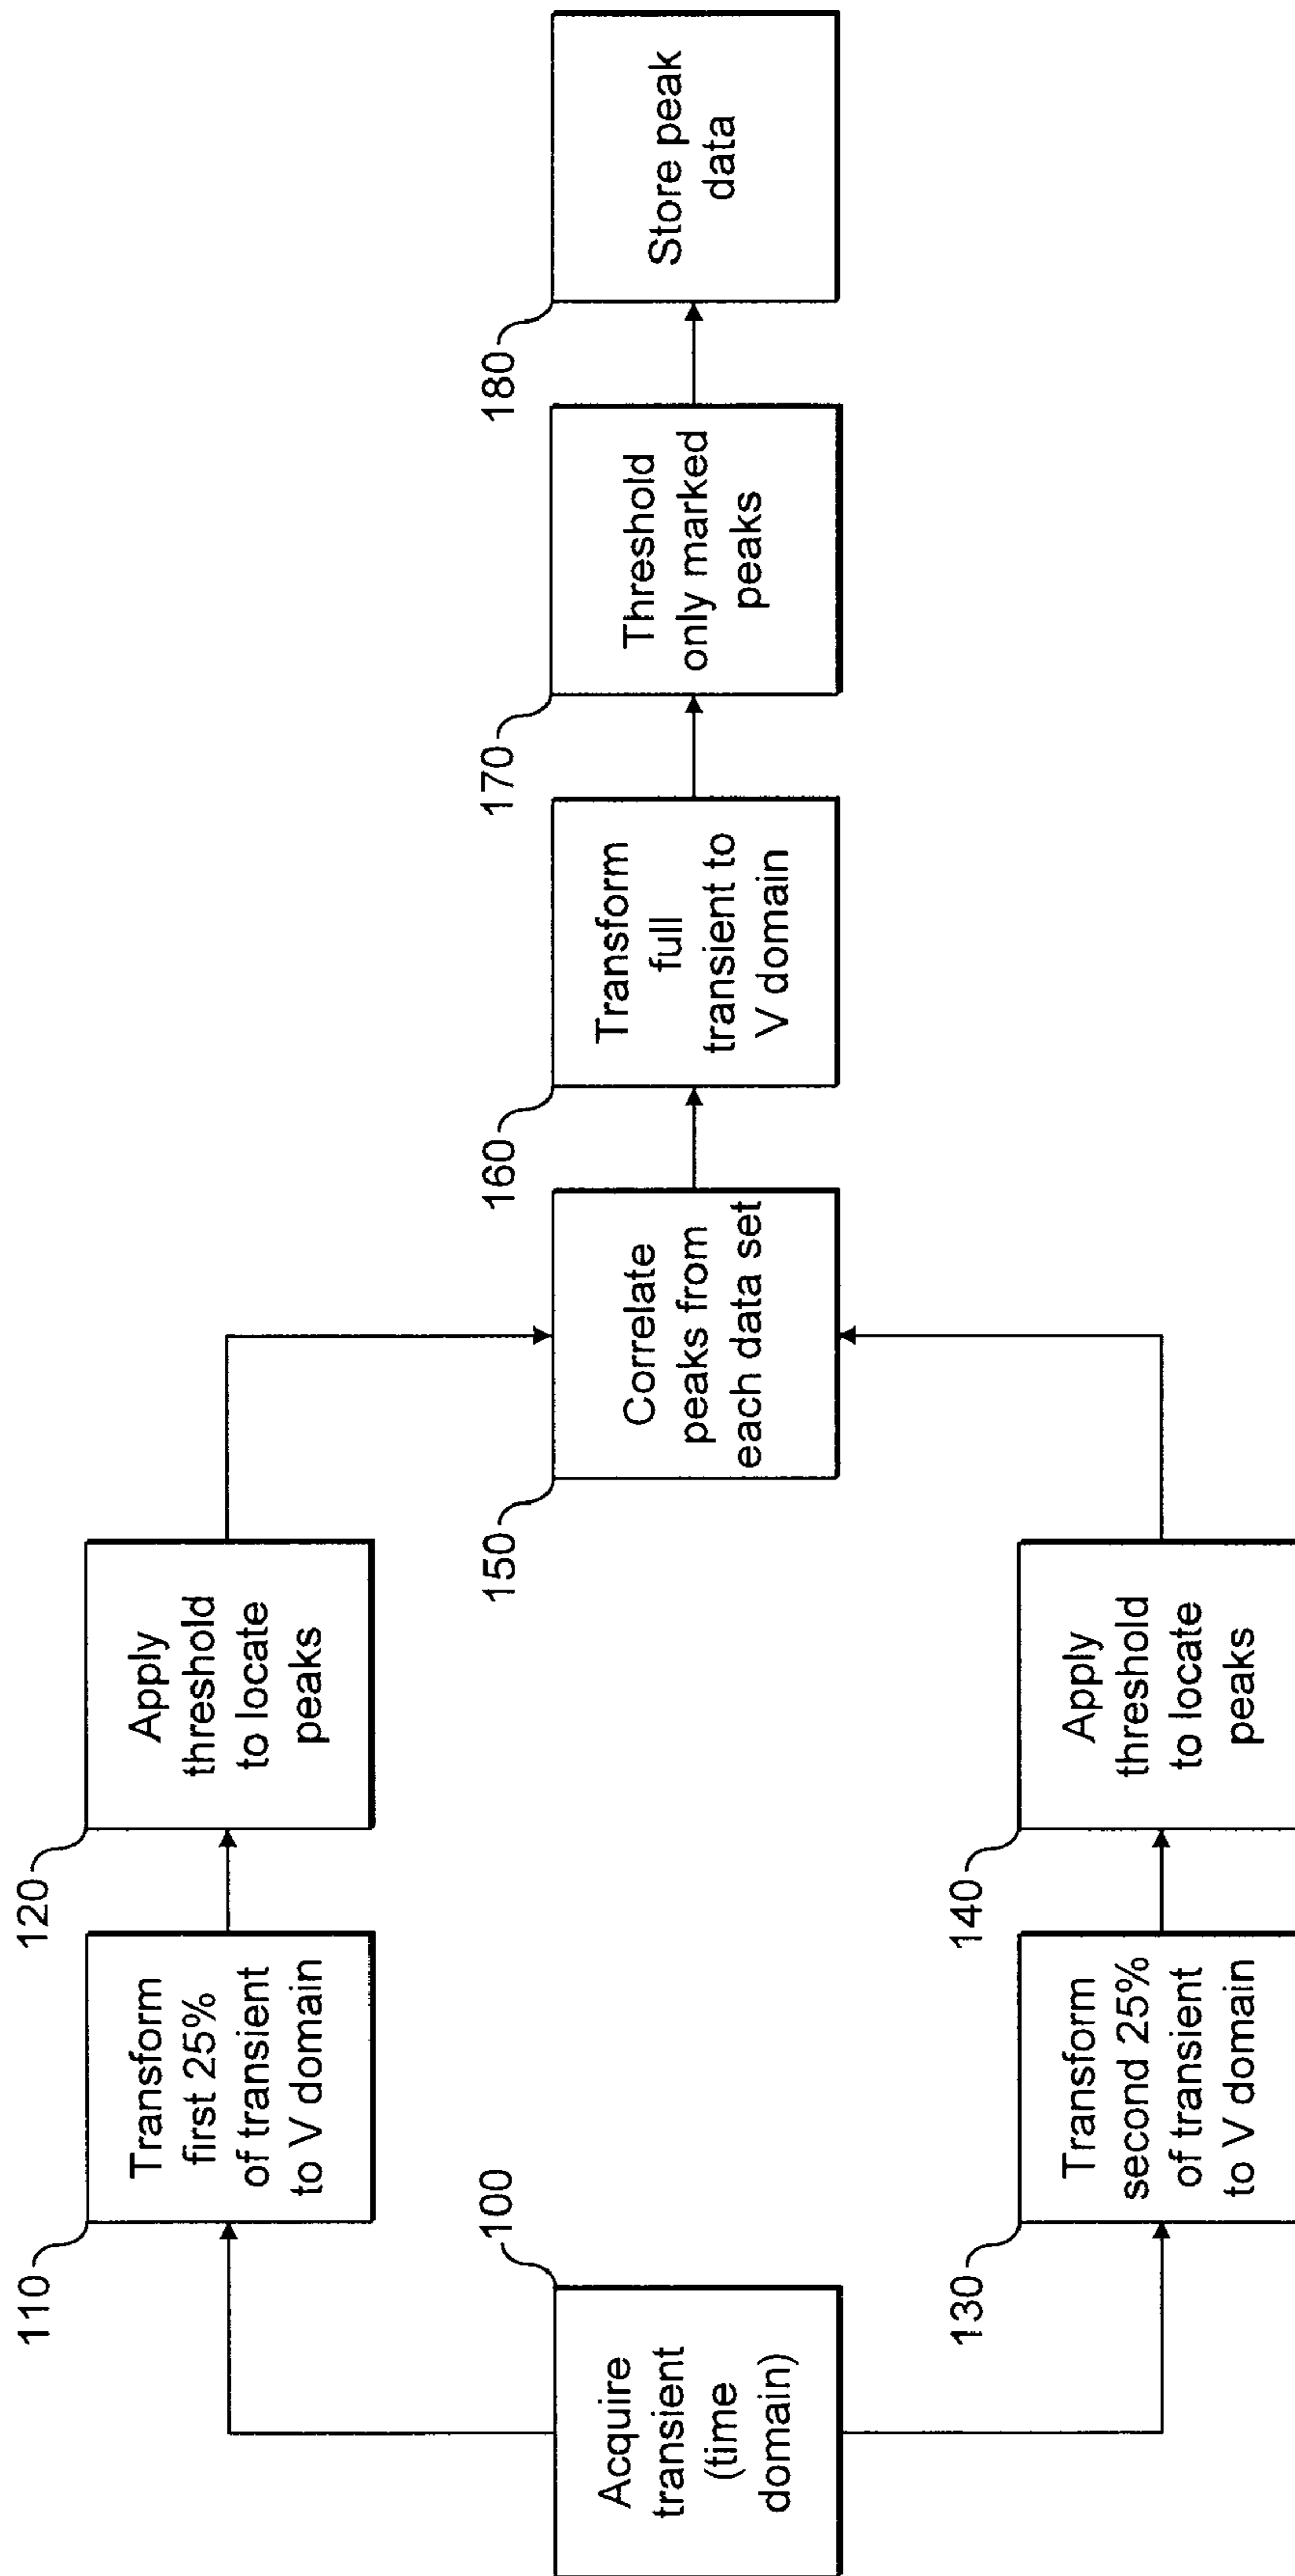 100
Acquire
transient
(time
domain)
110
Transform
first 25%
of transient
to V domain
120
Apply
threshold
to locate
peaks
130
Transform
second 25%
of transient
to V domain
140
Apply
threshold
to locate
peaks
150
Correlate
peaks from
each data set
160
Transform
full
transient to
V domain
170
Threshold
only marked
peaks
180
Store peak
data